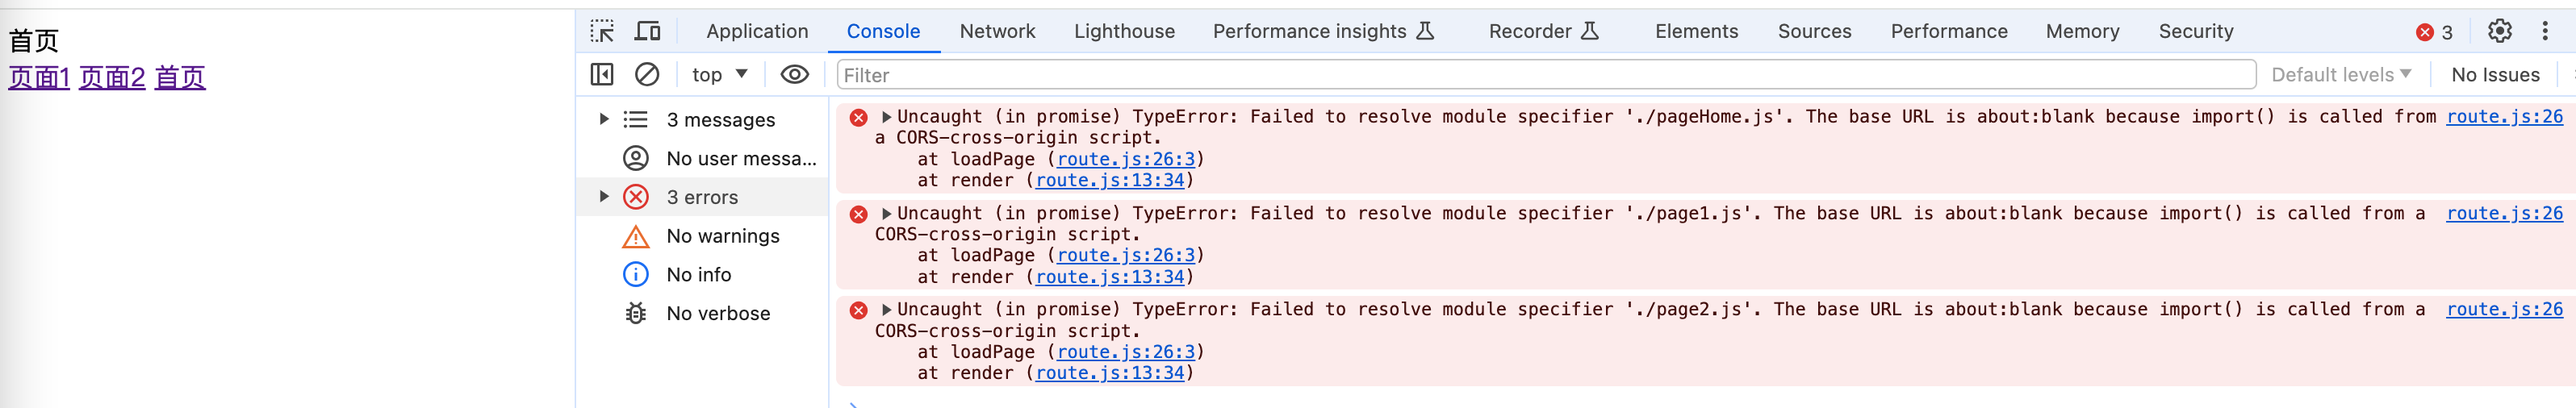 首页
页面1 页面2 首页
Application Console Network Lighthouse Performance insights Recorder Elements Sources Performance Memory Security 3
top Filter Default levels No Issues
3 messages
No user messa...
3 errors
No warnings
No info
No verbose
Uncaught (in promise) TypeError: Failed to resolve module specifier './pageHome.js'. The base URL is about:blank because import() is called from route.js:26
a CORS-cross-origin script.
at loadPage (route.js:26:3)
at render (route.js:13:34)
Uncaught (in promise) TypeError: Failed to resolve module specifier './page1.js'. The base URL is about:blank because import() is called from a route.js:26
CORS-cross-origin script.
at loadPage (route.js:26:3)
at render (route.js:13:34)
Uncaught (in promise) TypeError: Failed to resolve module specifier './page2.js'. The base URL is about:blank because import() is called from a route.js:26
CORS-cross-origin script.
at loadPage (route.js:26:3)
at render (route.js:13:34)